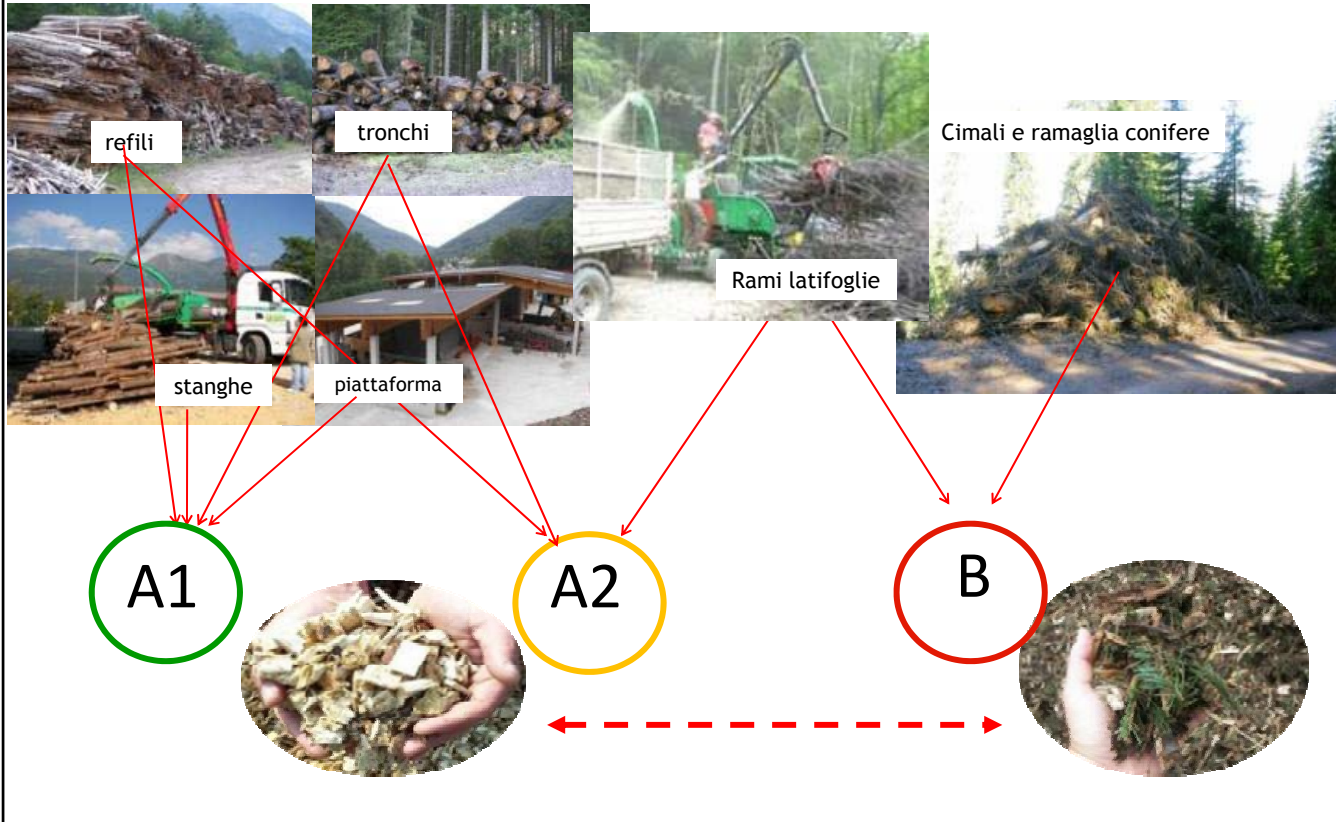 refili
tronchi
Cimali e ramaglia conifere
Rami latifoglie
stanghe
piattaforma
A1
A2
B